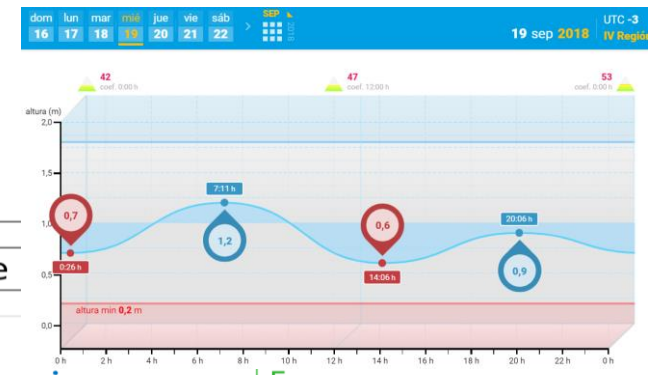 dom lun mar mié jue vie sáb
16 17 18 19 20 21 22
SEP
2018
19 sep 2018
UTC -3
IV Región
42
coef. 0:00 h
47
coef. 12:00 h
53
coef. 0:00 h
altura (m)
2,0
1,5
1,0
0,5
0,0
7:11 h
1,2
0,7
0:26 h
0,6
14:06 h
20:06 h
0,9
altura min 0,2 m
0 h 2 h 4 h 6 h 8 h 10 h 12 h 14 h 16 h 18 h 20 h 22 h 0 h
e